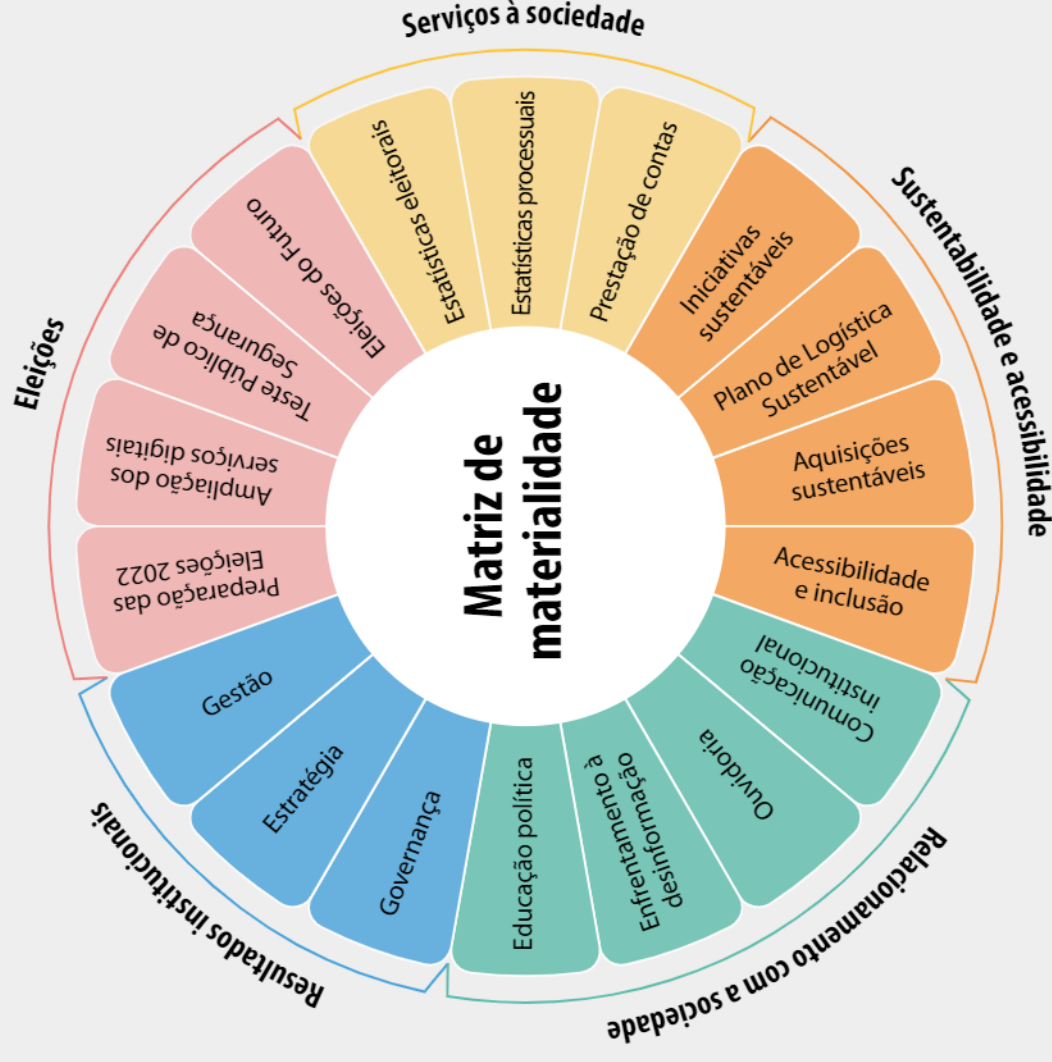 Matriz de
materialidade
Serviços à sociedade
Estatísticas eleitorais
Estatísticas processuais
Prestação de contas
Sustentabilidade e acessibilidade
Iniciativas
sustentáveis
Plano de Logística
Sustentável
Aquisições
sustentáveis
Acessibilidade
e inclusão
Relacionamento com a sociedade
Comunicação
institucional
Ouvidoria
Enfrentamento à
desinformação
Educação política
Resultados institucionais
Governança
Estratégia
Gestão
Eleições
Preparação das
Eleições 2022
Ampliação dos
serviços digitais
Teste Público de
Segurança
Eleições do Futuro